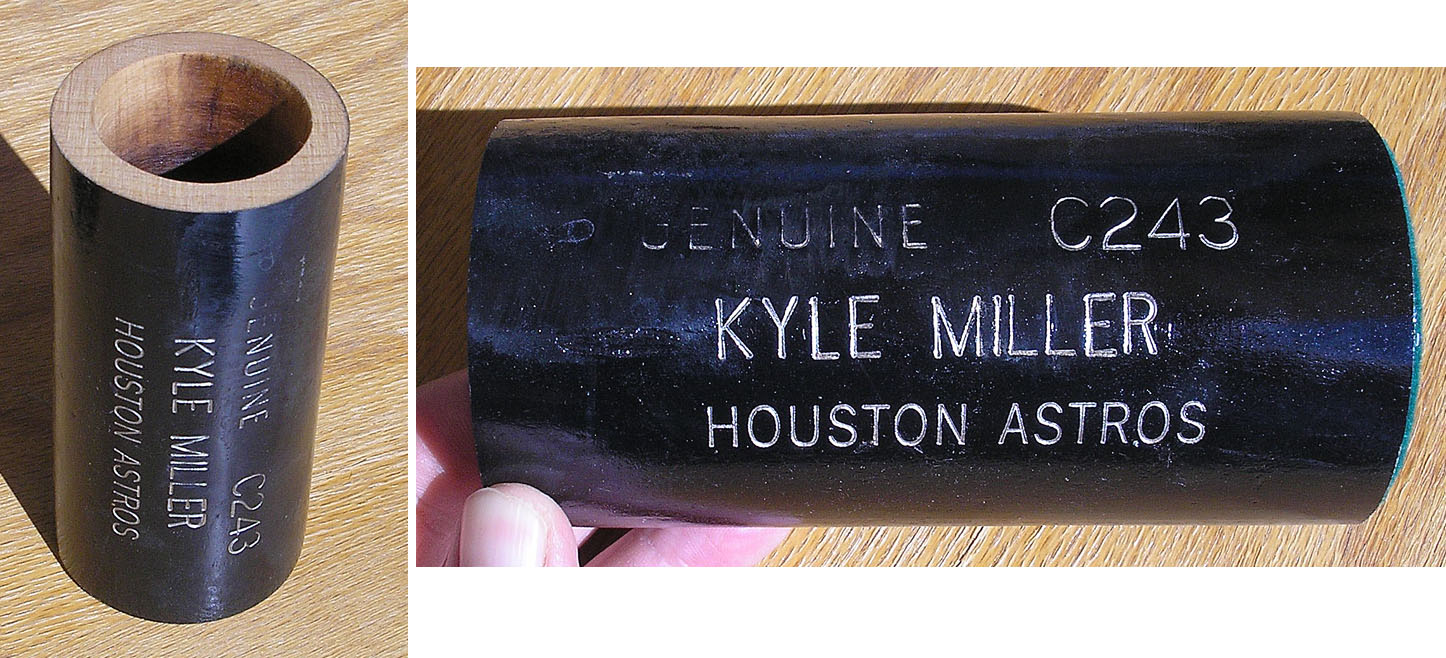 GENUINE C243
KYLE MILLER
HOUSTON ASTROS
GENUINE C243
KYLE MILLER
HOUSTON ASTROS